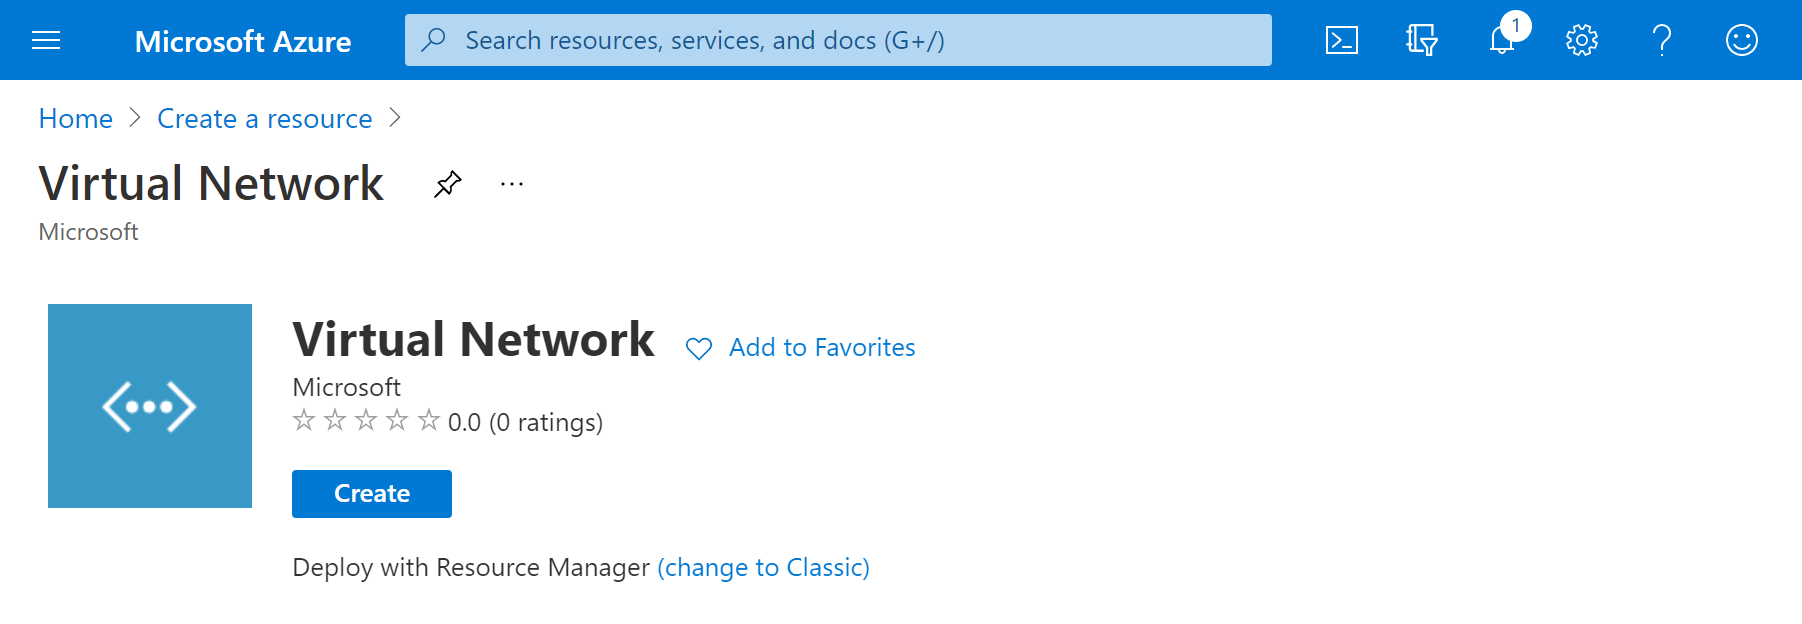 Microsoft Azure
Search resources, services, and docs (G+/)
1
Home > Create a resource >
Virtual Network
...
Microsoft
Virtual Network
Add to Favorites
Microsoft
0.0 (0 ratings)
Create
Deploy with Resource Manager (change to Classic)